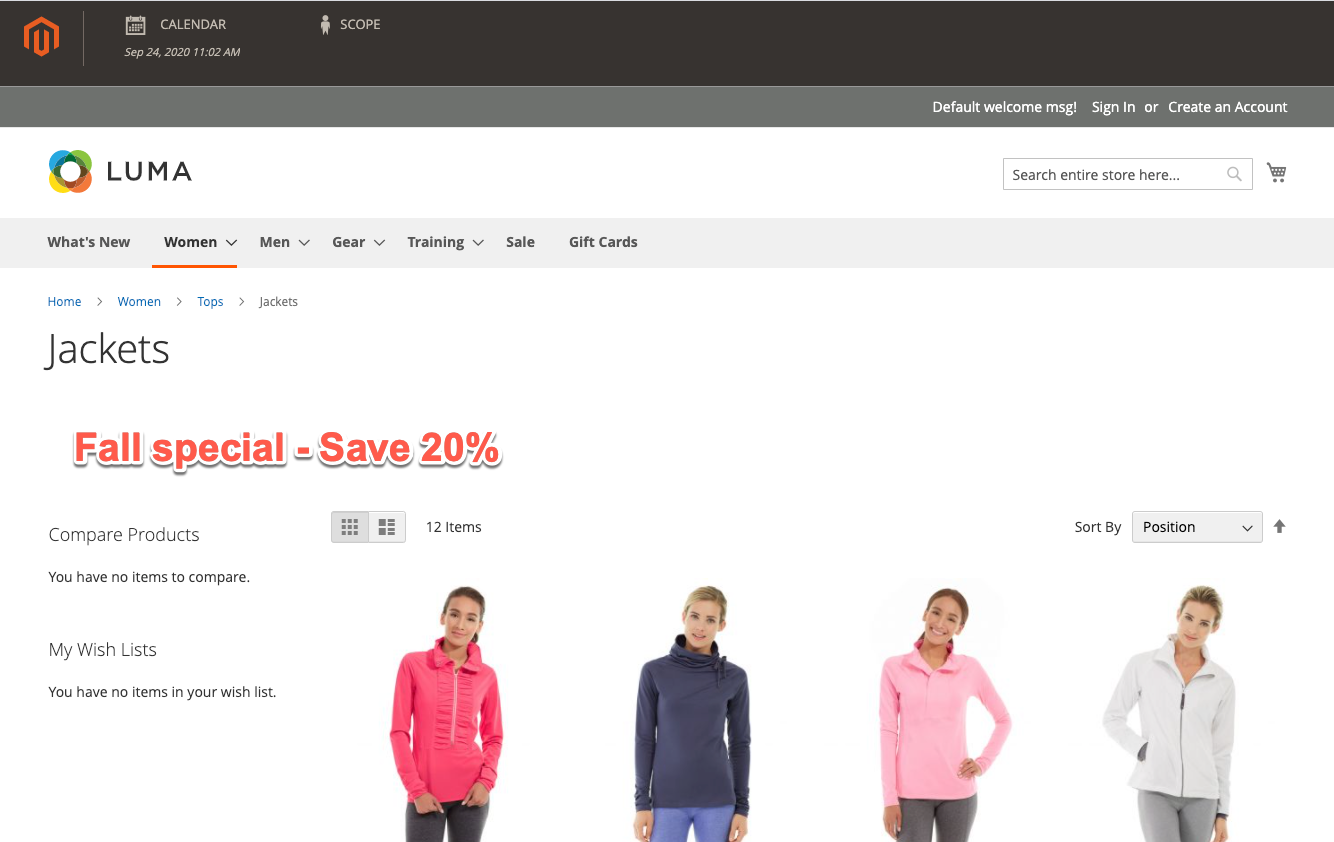 CALENDAR
SCOPE
Sep 24, 2020 11:02 AM
Default welcome msg! Sign In or Create an Account
LUMA
Search entire store here...
What's New Women Men Gear Training Sale Gift Cards
Home > Women > Tops > Jackets
Jackets
Fall special - Save 20%
12 Items
Sort By Position
Compare Products
You have no items to compare.
My Wish Lists
You have no items in your wish list.